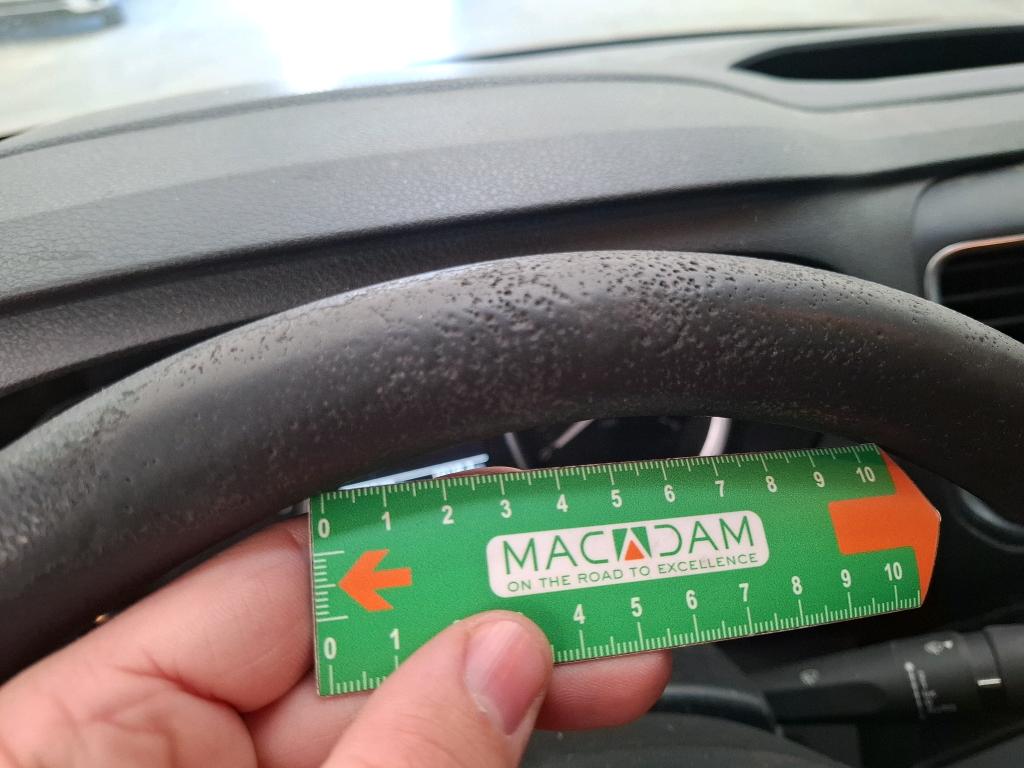 0 1 2 3 4 5 6 7 8 9 10
MACADAM
ON THE ROAD TO EXCELLENCE
0 1 4 5 6 7 8 9 10